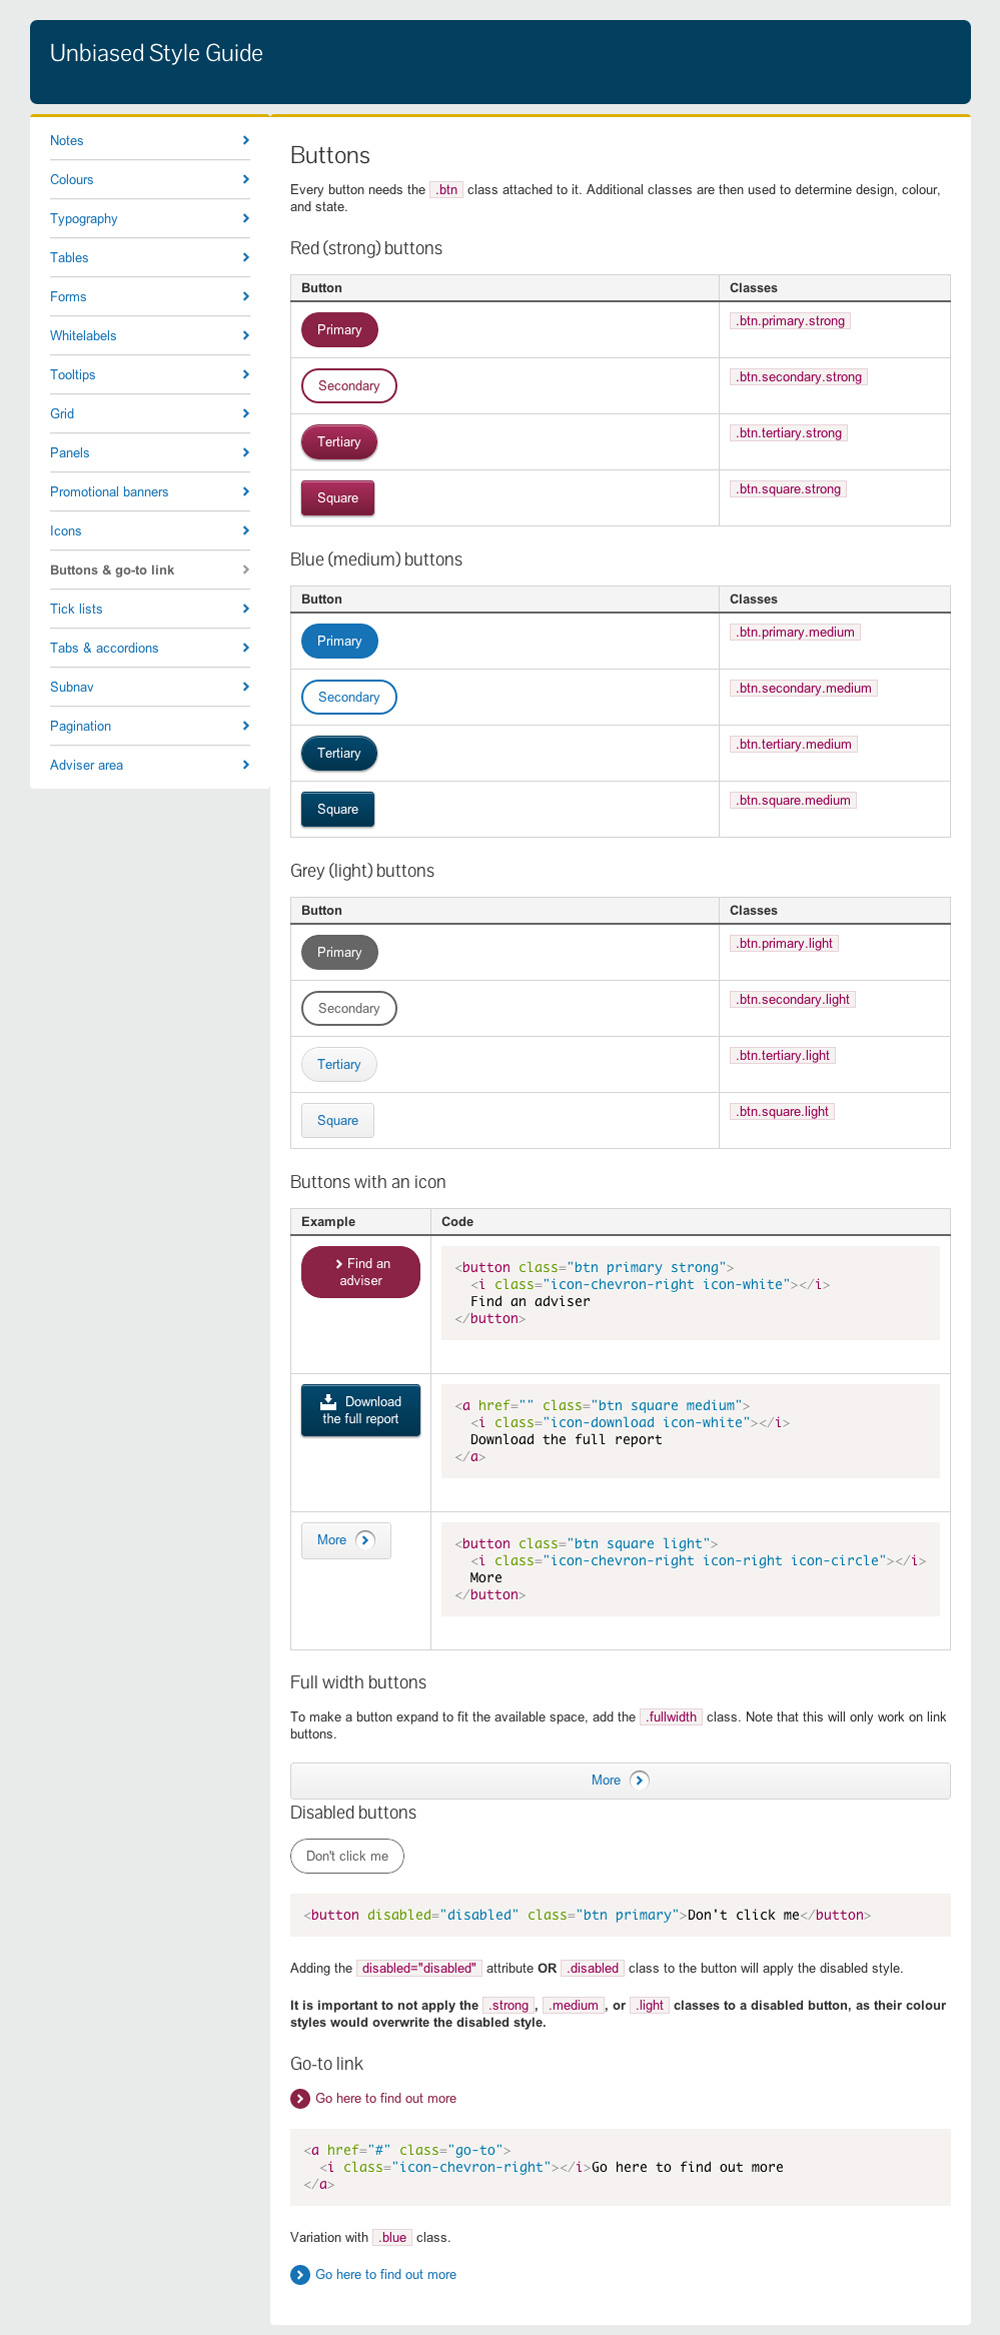 Unbiased Style Guide
Notes
Colours
Typography
Tables
Forms
Whitelabels
Tooltips
Grid
Panels
Promotional banners
Icons
Buttons & go-to link
Tick lists
Tabs & accordions
Subnav
Pagination
Adviser area
Buttons
Every button needs the .btn class attached to it. Additional classes are then used to determine design, colour,
and state.
Red (strong) buttons
Button Classes
Primary .btn.primary.strong
Secondary .btn.secondary.strong
Tertiary .btn.tertiary.strong
Square .btn.square.strong
Blue (medium) buttons
Button Classes
Primary .btn.primary.medium
Secondary .btn.secondary.medium
Tertiary .btn.tertiary.medium
Square .btn.square.medium
Grey (light) buttons
Button Classes
Primary .btn.primary.light
Secondary .btn.secondary.light
Tertiary .btn.tertiary.light
Square .btn.square.light
Buttons with an icon
Example Code
Find an
adviser
<button class="btn primary strong">
<i class="icon-chevron-right icon-white"></i>
Find an adviser
</button>
Download
the full report
<a href="" class="btn square medium">
<i class="icon-download icon-white"></i>
Download the full report
</a>
More
<button class="btn square light">
<i class="icon-chevron-right icon-right icon-circle"></i>
More
</button>
Full width buttons
To make a button expand to fit the available space, add the .fullwidth class. Note that this will only work on link
buttons.
More
Disabled buttons
Don't click me
<button disabled="disabled" class="btn primary">Don't click me</button>
Adding the disabled="disabled" attribute OR .disabled class to the button will apply the disabled style.
It is important to not apply the .strong, .medium, or .light classes to a disabled button, as their colour
styles would overwrite the disabled style.
Go-to link
Go here to find out more
<a href="#" class="go-to">
<i class="icon-chevron-right"></i>Go here to find out more
</a>
Variation with .blue class.
Go here to find out more